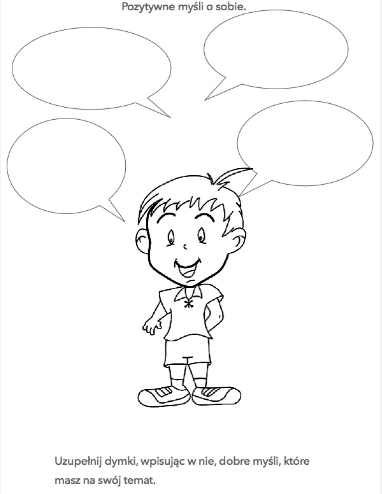 Pozytywne myśli o sobie.
Uzupełnij dymki, wpisując w nie, dobre myśli, które
masz na swój temat.